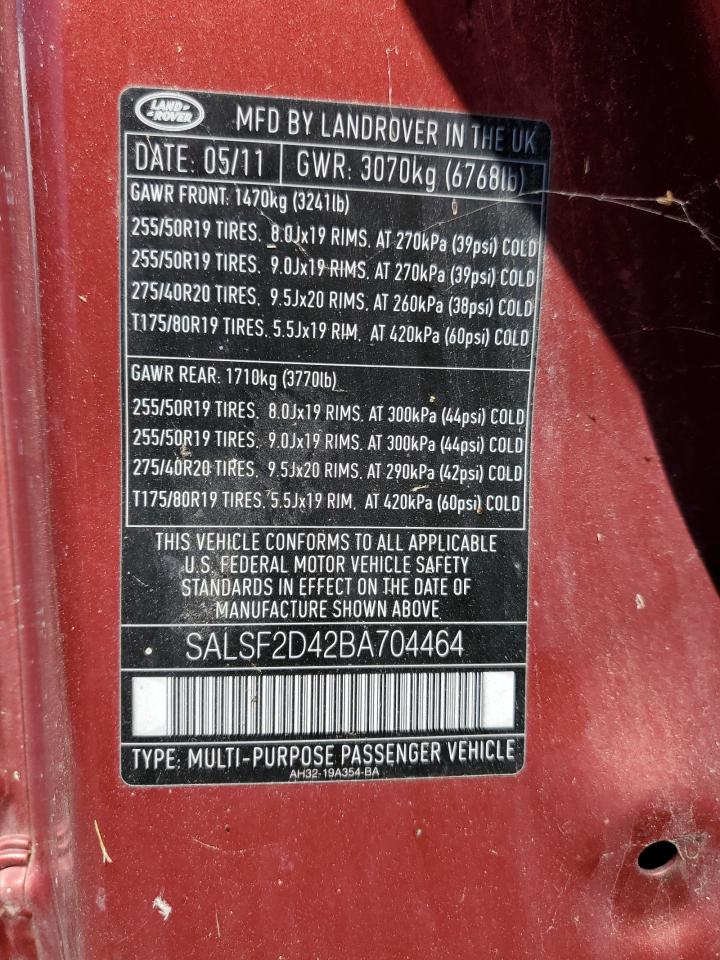 LAND ROVER
MFD BY LANDROVER IN THE UK
DATE: 05/11 GWR: 3070kg (6768lb)
GAWR FRONT: 1470kg (3241lb)
255/50R19 TIRES. 8.0Jx19 RIMS. AT 270kPa (39psi) COLD
255/50R19 TIRES. 9.0Jx19 RIMS. AT 270kPa (39psi) COLD
275/40R20 TIRES. 9.5Jx20 RIMS. AT 260kPa (38psi) COLD
T175/80R19 TIRES. 5.5Jx19 RIM. AT 420kPa (60psi) COLD
GAWR REAR: 1710kg (3770lb)
255/50R19 TIRES. 8.0Jx19 RIMS. AT 300kPa (44psi) COLD
255/50R19 TIRES. 9.0Jx19 RIMS. AT 300kPa (44psi) COLD
275/40R20 TIRES. 9.5Jx20 RIMS. AT 290kPa (42psi) COLD
T175/80R19 TIRES. 5.5Jx19 RIM. AT 420kPa (60psi) COLD
THIS VEHICLE CONFORMS TO ALL APPLICABLE
U.S. FEDERAL MOTOR VEHICLE SAFETY
STANDARDS IN EFFECT ON THE DATE OF
MANUFACTURE SHOWN ABOVE
SALSF2D42BA704464
TYPE: MULTI-PURPOSE PASSENGER VEHICLE
AH32-19A354-BA